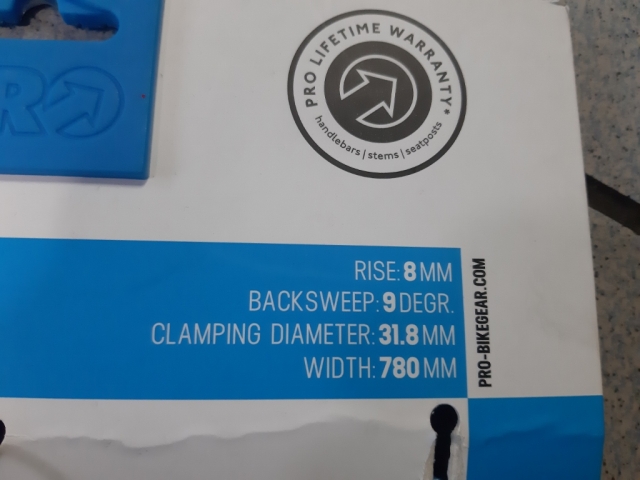 PRO LIFETIME WARRANTY*
handlebars | stems | seatposts
RO
RISE: 8 MM
BACKSWEEP: 9 DEGR.
CLAMPING DIAMETER: 31.8 MM
WIDTH: 780 MM
PRO-BIKEGEAR.COM